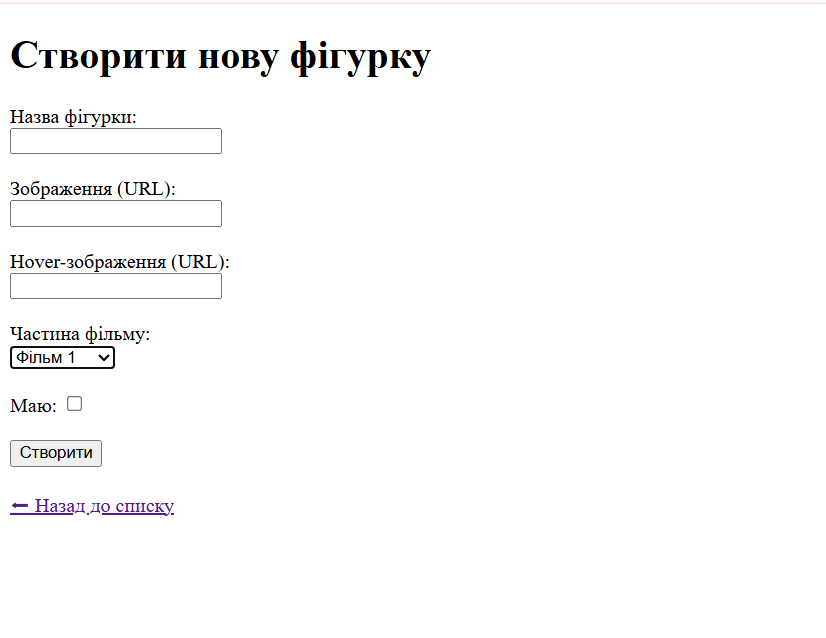 Створити нову фігурку
Назва фігурки:
Зображення (URL):
Hover-зображення (URL):
Частина фільму:
Фільм 1
Маю:
Створити
← Назад до списку